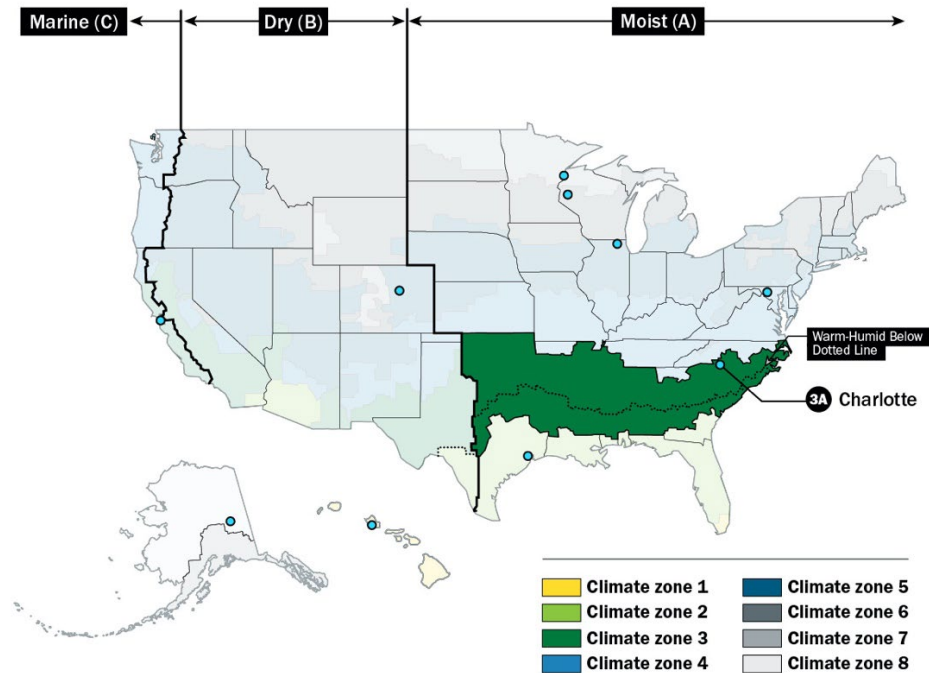 Marine (C)
Dry (B)
Moist (A)
Warm-Humid Below
Dotted Line
3A Charlotte
Climate zone 1
Climate zone 2
Climate zone 3
Climate zone 4
Climate zone 5
Climate zone 6
Climate zone 7
Climate zone 8